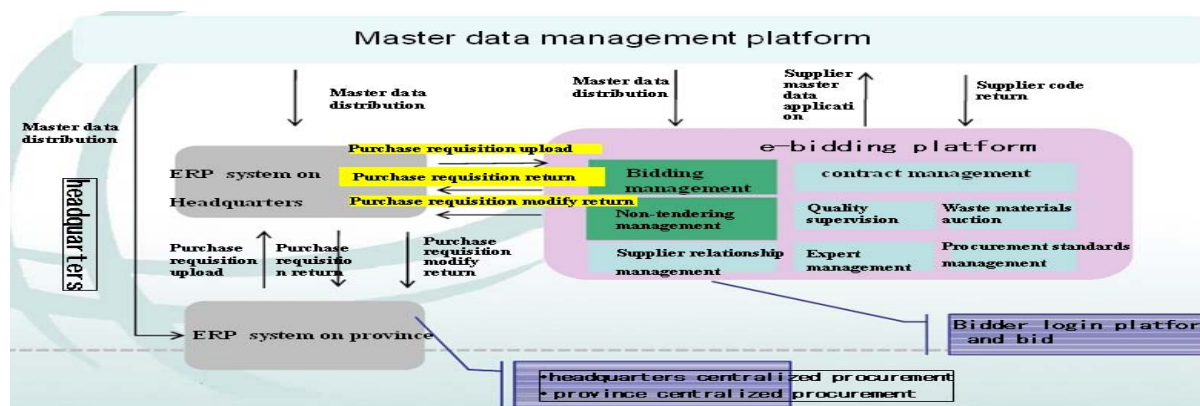 Master data management platform
Master data
distribution
Master data
distribution
Master data
distribution
Supplier
master
data
applicati
on
Supplier code
return
headquarters
ERP system on
Headquarters
Purchase requisition upload
Purchase requisition return
Purchase requisition modify return
e-bidding platform
Bidding
management
contract management
Non-tendering
management
Quality
supervision
Waste materials
auction
Supplier relationship
management
Expert
management
Procurement standards
management
Purchase
requisition
upload
Purchase
requisitio
n return
Purchase
requisition
modify
return
ERP system on province
Bidder login platfor
and bid
•headquarters centralized procurement
•province centralized procurement